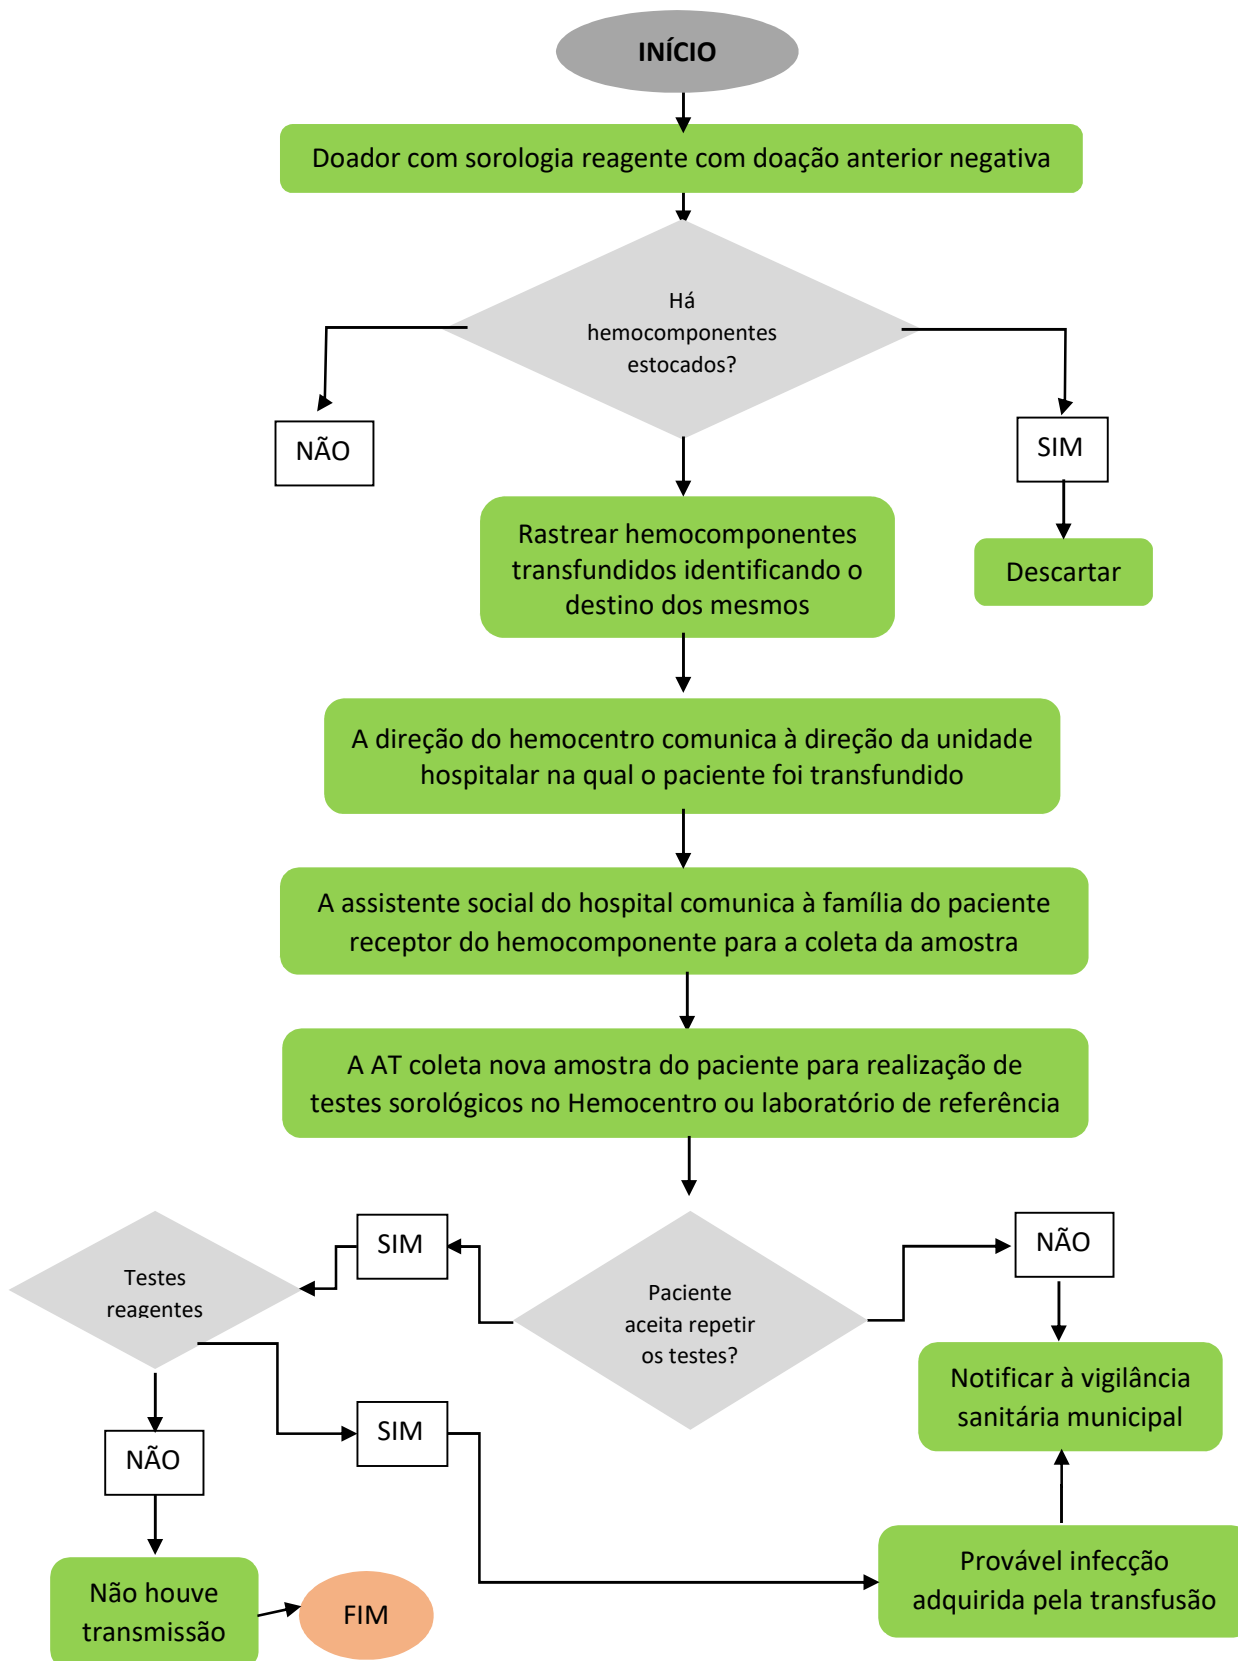 INÍCIO
Doador com sorologia reagente com doação anterior negativa
Há
hemocomponentes
estocados?
NÃO
SIM
Rastrear hemocomponentes
transfundidos identificando o
destino dos mesmos
Descartar
A direção do hemocentro comunica à direção da unidade
hospitalar na qual o paciente foi transfundido
A assistente social do hospital comunica à família do paciente
receptor do hemocomponente para a coleta da amostra
A AT coleta nova amostra do paciente para realização de
testes sorológicos no Hemocentro ou laboratório de referência
SIM
NÃO
Testes
reagentes
Paciente
aceita repetir
os testes?
Notificar à vigilância
sanitária municipal
SIM
NÃO
Provável infecção
adquirida pela transfusão
Não houve
transmissão
FIM